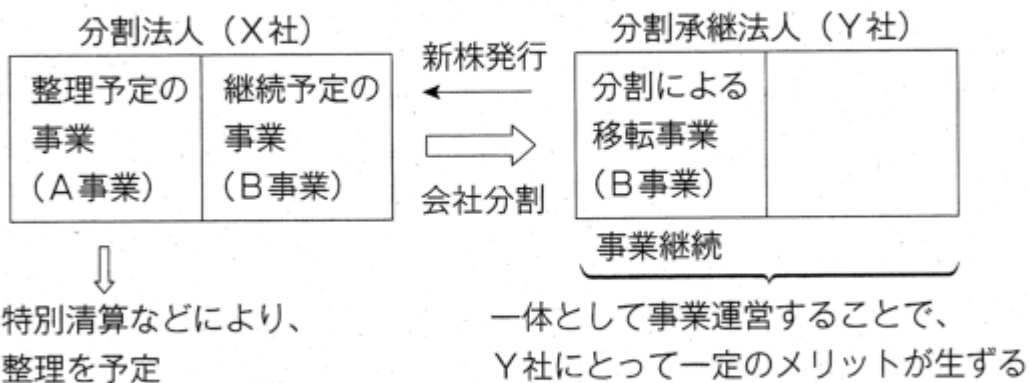 分割法人（X社）
整理予定の
事業
（A事業）
継続予定の
事業
（B事業）
新株発行
会社分割
分割承継法人（Y社）
分割による
移転事業
（B事業）
事業継続
特別清算などにより、
整理を予定
一体として事業運営することで、
Y社にとって一定のメリットが生ずる